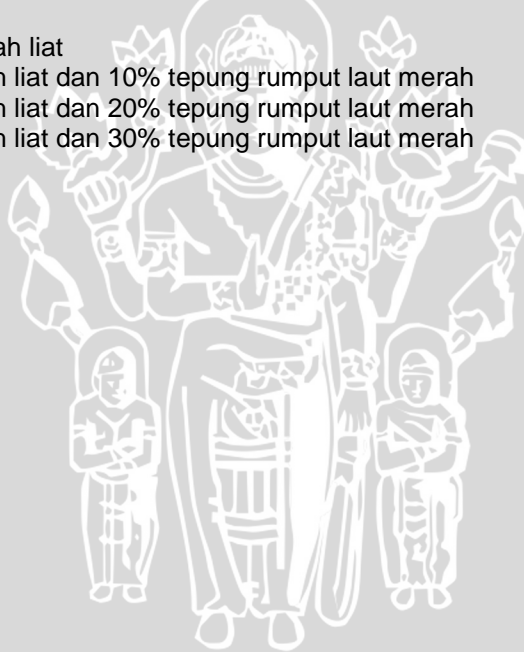 ah liat
n liat dan 10% tepung rumput laut merah
n liat dan 20% tepung rumput laut merah
n liat dan 30% tepung rumput laut merah